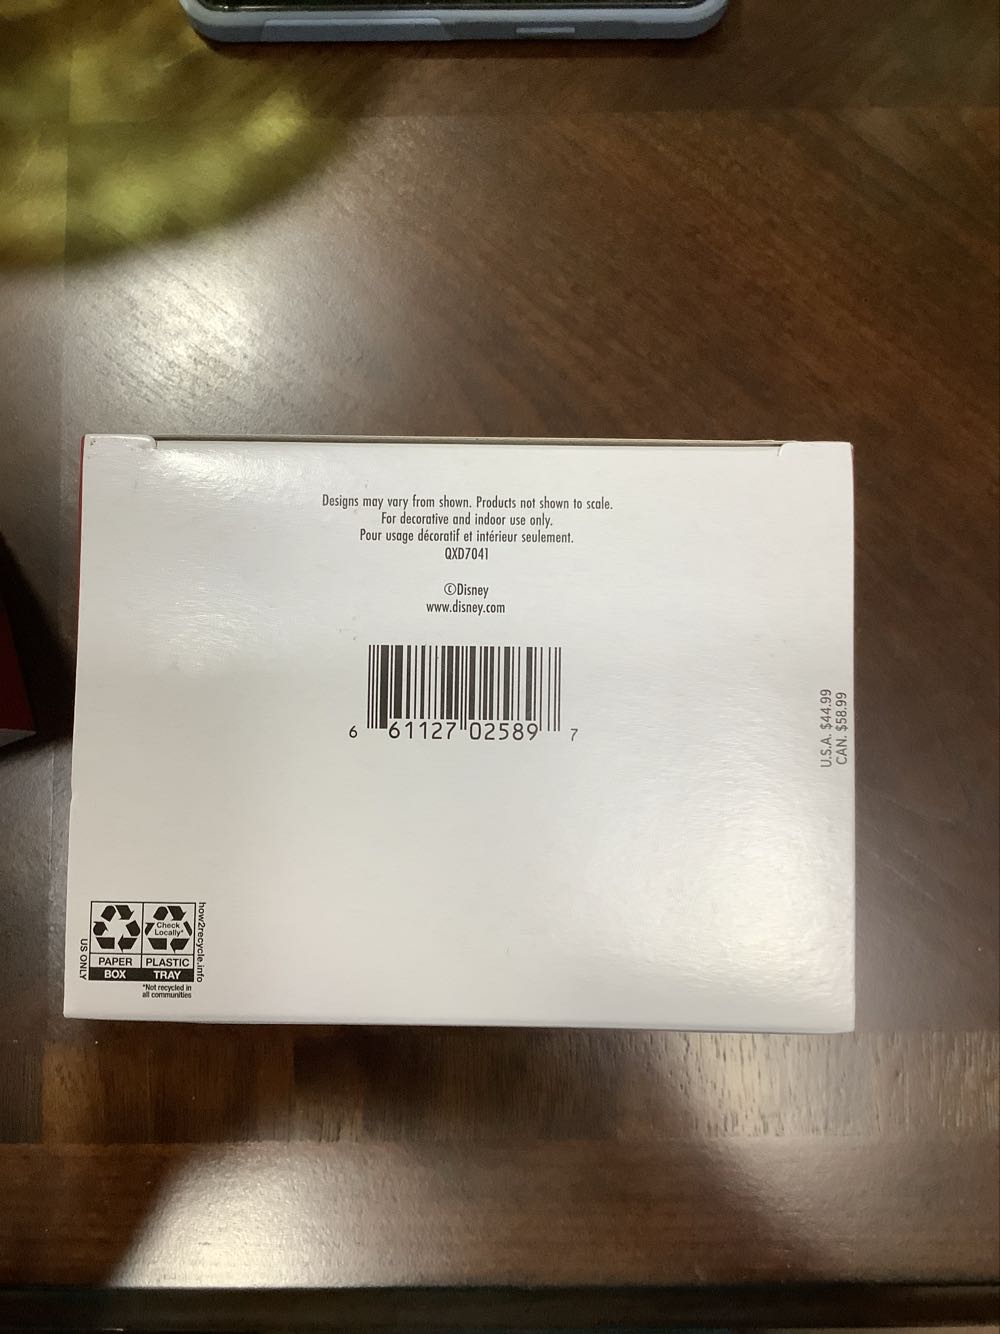 Designs may vary from shown. Products not shown to scale.
For decorative and indoor use only.
Pour usage décoratif et intérieur seulement.
QXD7041
©Disney
www.disney.com
6 61127 02589 7
U.S.A. $44.99
CAN. $58.99
US ONLY
Check
Locally*
PAPER
BOX
PLASTIC
TRAY
*Not recycled in
all communities
how2recycle.info